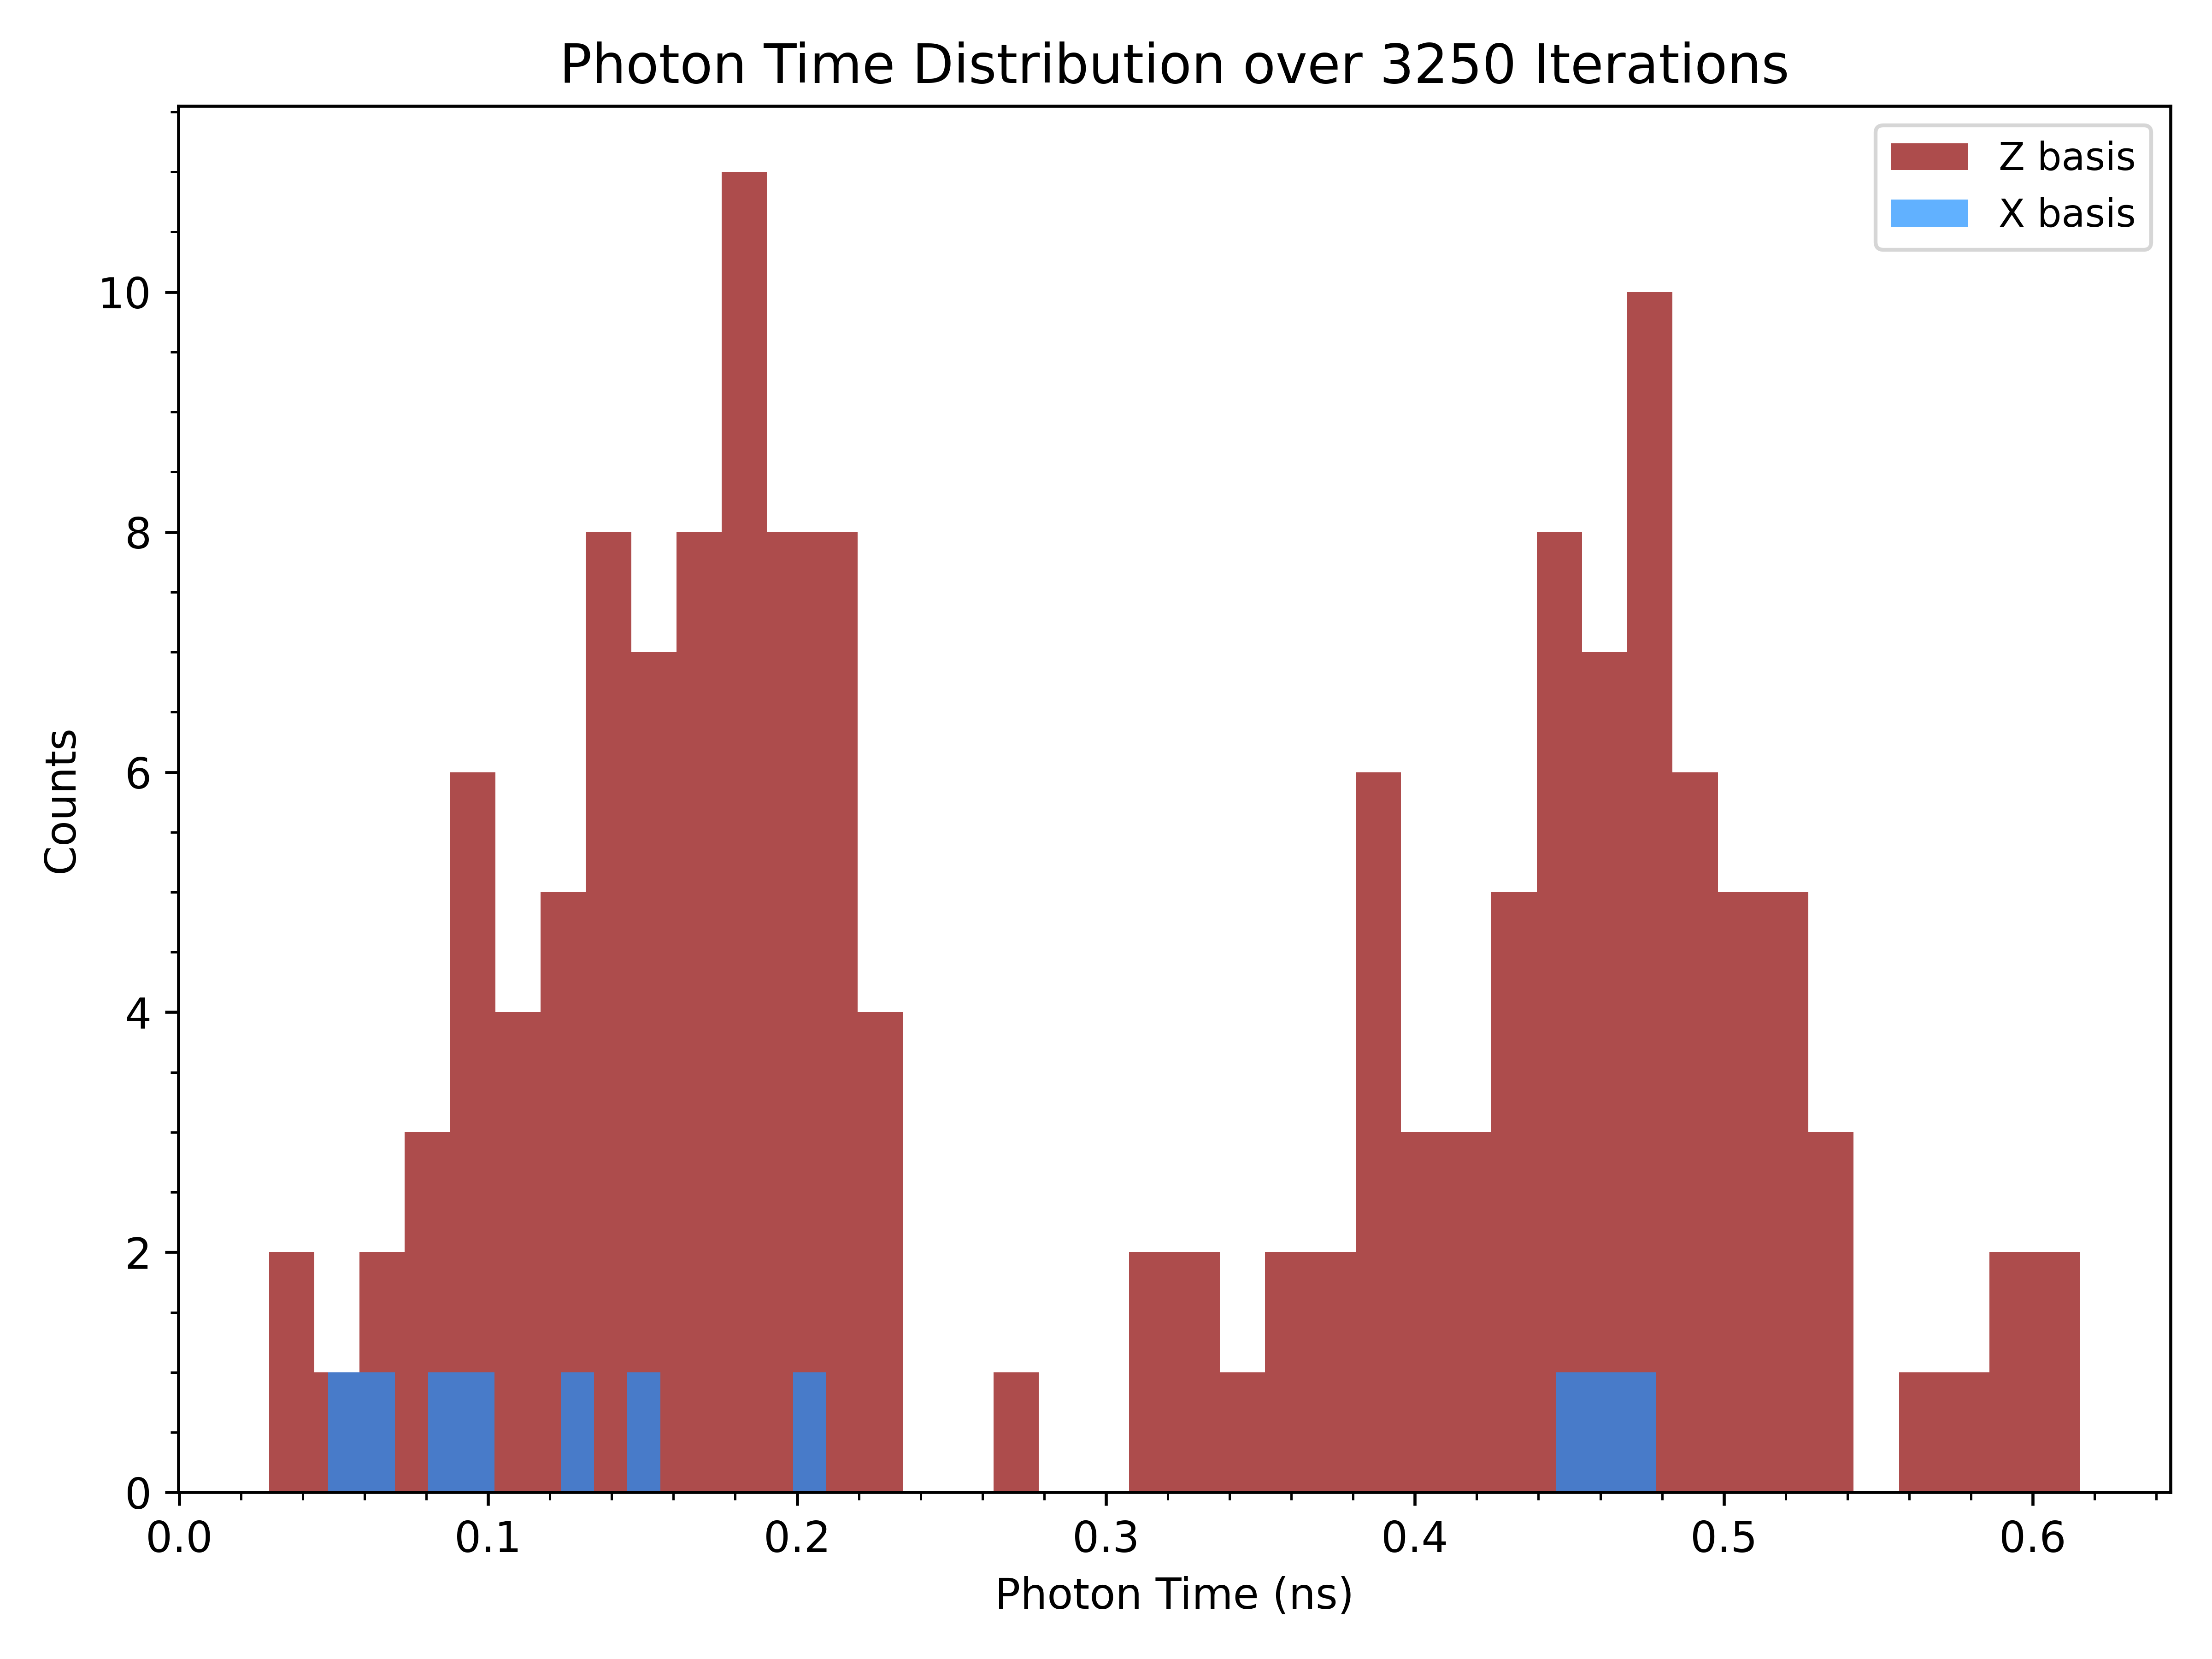 Photon Time Distribution over 3250 Iterations
Z basis
X basis
10
8
6
4
2
0
Counts
0.0 0.1 0.2 0.3 0.4 0.5 0.6
Photon Time (ns)